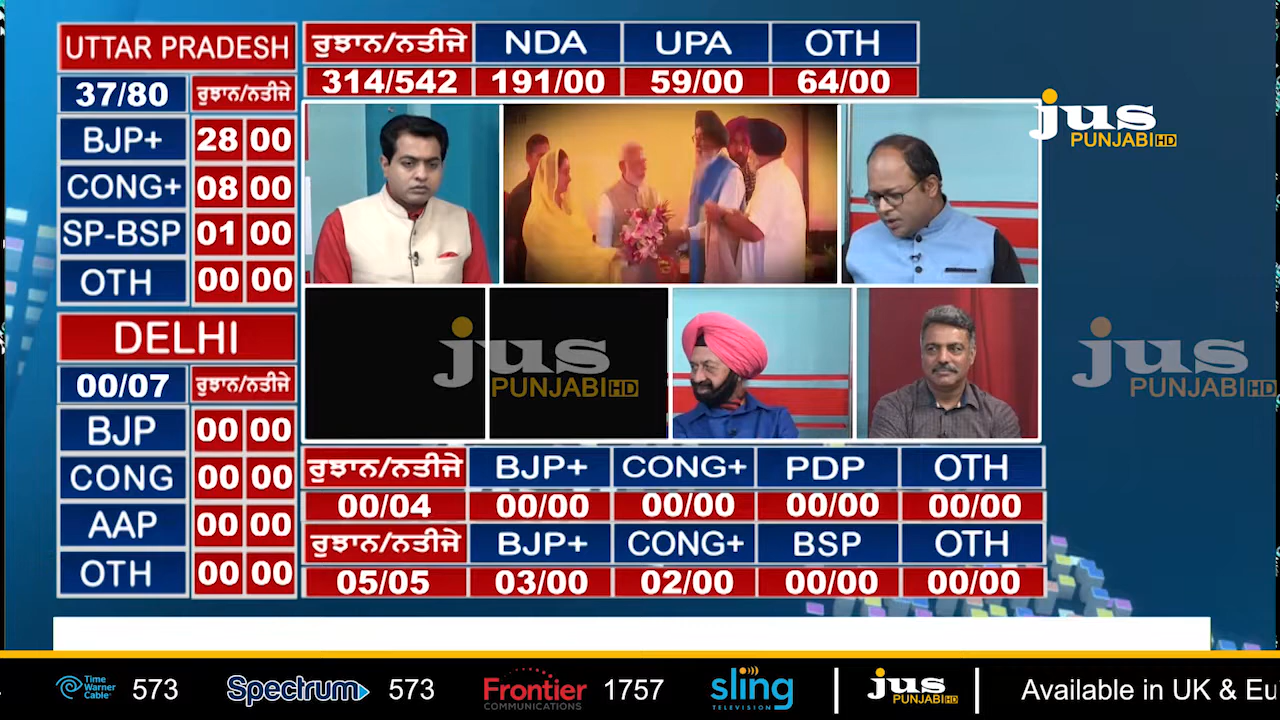 UTTAR PRADESH
37/80 ਰੁਝਾਨ/ਨਤੀਜੇ
BJP+ 28 00
CONG+ 08 00
SP-BSP 01 00
OTH 00 00
DELHI
00/07 ਰੁਝਾਨ/ਨਤੀਜੇ
BJP 00 00
CONG 00 00
AAP 00 00
OTH 00 00
ਰੁਝਾਨ/ਨਤੀਜੇ NDA UPA OTH
314/542 191/00 59/00 64/00
jus
PUNJABI HD
jus
PUNJABI HD
jus
PUNJABI HD
ਰੁਝਾਨ/ਨਤੀਜੇ BJP+ CONG+ PDP OTH
00/04 00/00 00/00 00/00 00/00
ਰੁਝਾਨ/ਨਤੀਜੇ BJP+ CONG+ BSP OTH
05/05 03/00 02/00 00/00 00/00
Time Warner Cable 573 Spectrum 573 Frontier COMMUNICATIONS 1757 sling TELEVISION jus PUNJABI HD Available in UK & Eu